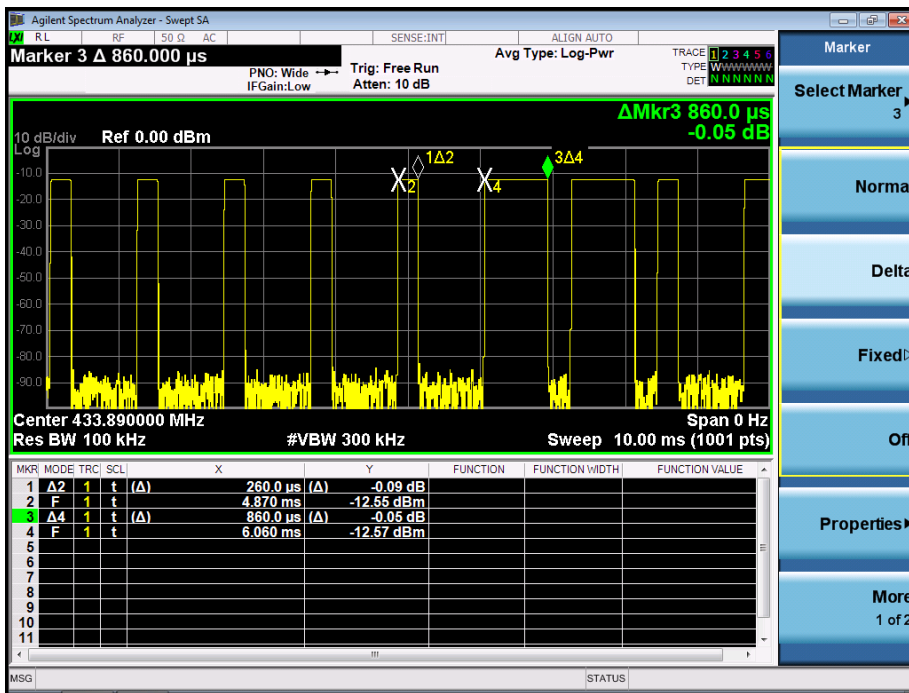 Agilent Spectrum Analyzer - Swept SA
LXI RL RF 50 Ω AC SENSE:INT ALIGN AUTO
Marker 3 Δ 860.000 µs
PNO: Wide
IFGain:Low
Trig: Free Run
Atten: 10 dB
Avg Type: Log-Pwr
TRACE 1 2 3 4 5 6
TYPE WWWWWW
DET N N N N N N
ΔMkr3 860.0 µs
-0.05 dB
10 dB/div Ref 0.00 dBm
Log
1Δ2
3Δ4
2
4
-10.0
-20.0
-30.0
-40.0
-50.0
-60.0
-70.0
-80.0
-90.0
Center 433.890000 MHz Span 0 Hz
Res BW 100 kHz #VBW 300 kHz Sweep 10.00 ms (1001 pts)
MKR MODE TRC SCL X Y FUNCTION FUNCTION WIDTH FUNCTION VALUE
1 Δ2 1 t (Δ) 260.0 µs (Δ) -0.09 dB
2 F 1 t 4.870 ms -12.55 dBm
3 Δ4 1 t (Δ) 860.0 µs (Δ) -0.05 dB
4 F 1 t 6.060 ms -12.57 dBm
5
6
7
8
9
10
11
MSG STATUS
Marker
Select Marker
3
Norma
Delta
Fixed
Off
Properties
More
1 of 2